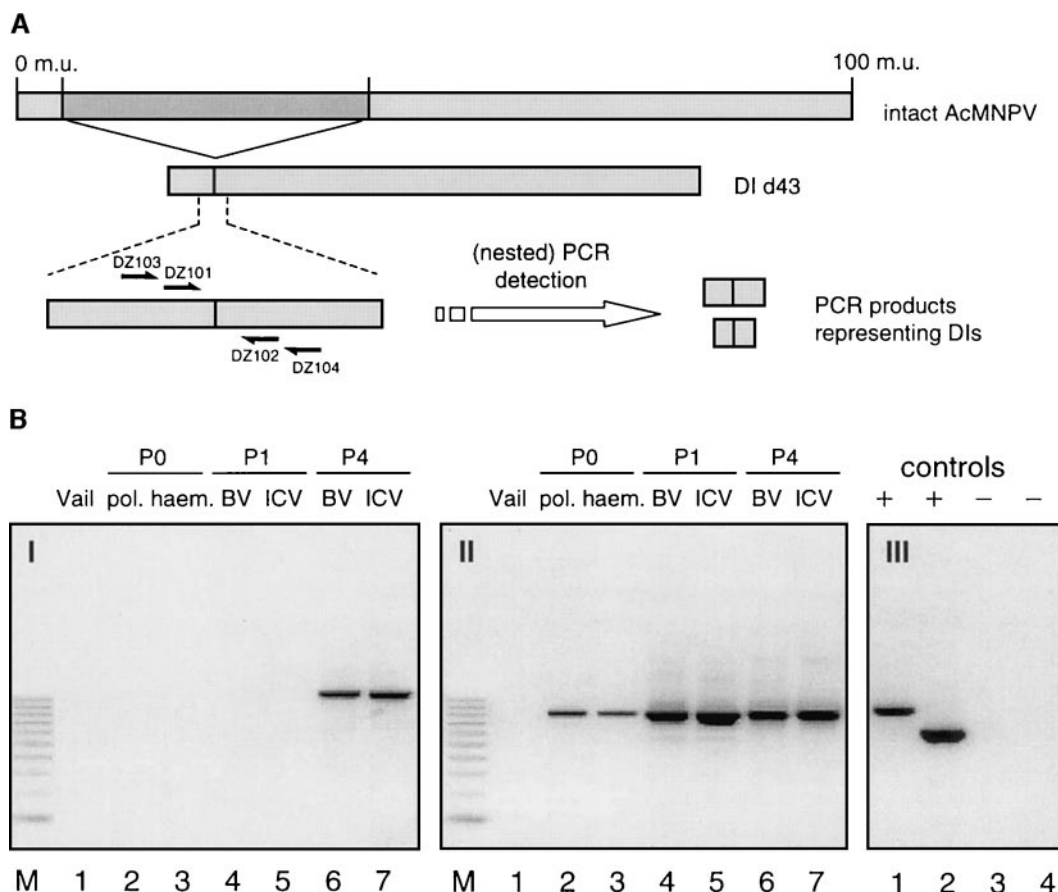 A
0 m.u.
100 m.u.
intact AcMNPV
DI d43
DZ103
DZ101
(nested) PCR
detection
PCR products
representing DIs
DZ102
DZ104
B
P0 P1 P4
Vail pol. haem. BV ICV BV ICV
P0 P1 P4
Vail pol. haem. BV ICV BV ICV
controls
+ + – –
I
II
III
M 1 2 3 4 5 6 7
M 1 2 3 4 5 6 7
1 2 3 4